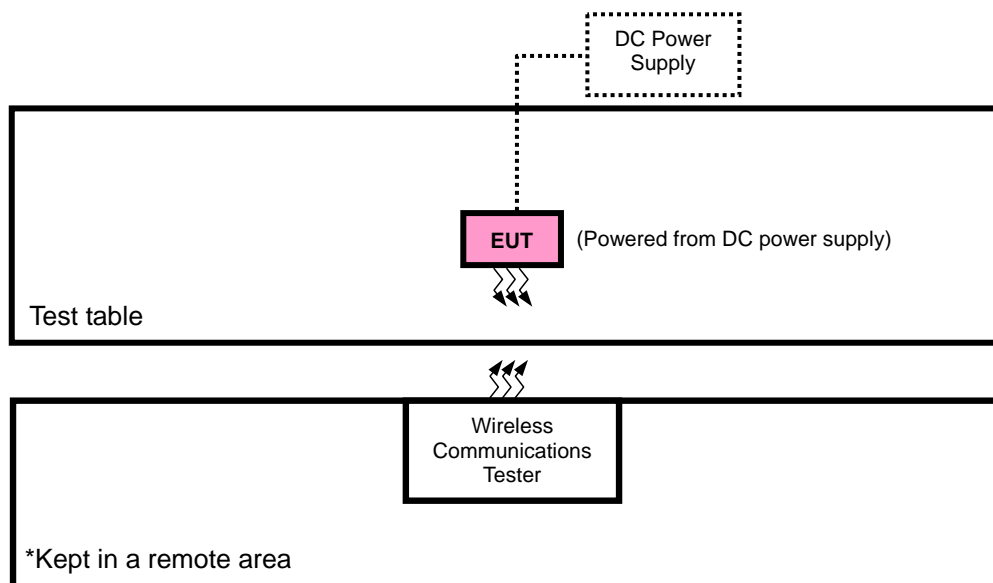 DC Power
Supply
EUT
(Powered from DC power supply)
Test table
Wireless
Communications
Tester
*Kept in a remote area